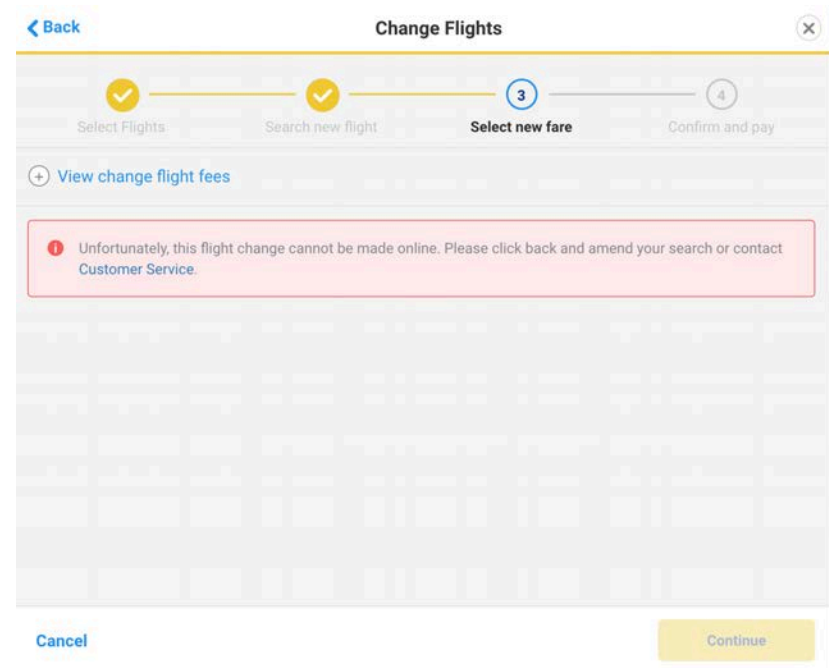 Back
Change Flights
3
4
Select Flights
Search new flight
Select new fare
Confirm and pay
View change flight fees
Unfortunately, this flight change cannot be made online. Please click back and amend your search or contact
Customer Service.
Cancel
Continue